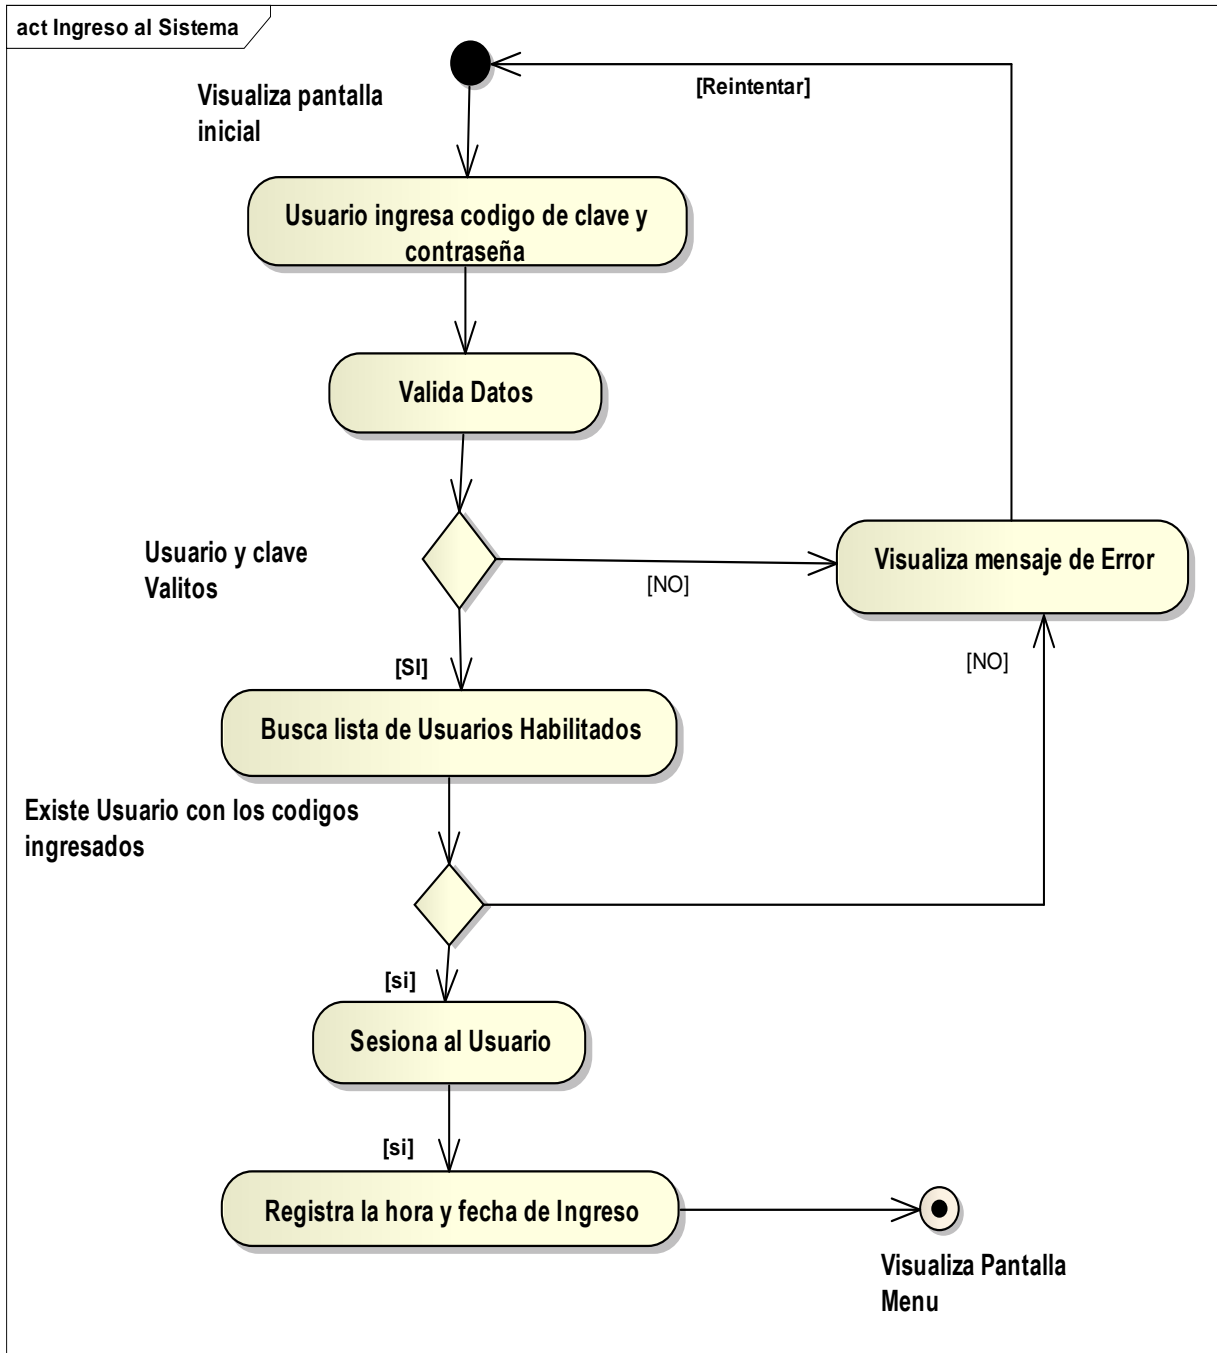 act Ingreso al Sistema
[Reintentar]
Visualiza pantalla
inicial
Usuario ingresa codigo de clave y
contraseña
Valida Datos
Usuario y clave
Valitos
[NO]
Visualiza mensaje de Error
[NO]
[SI]
Busca lista de Usuarios Habilitados
Existe Usuario con los codigos
ingresados
[si]
Sesiona al Usuario
[si]
Registra la hora y fecha de Ingreso
Visualiza Pantalla
Menu